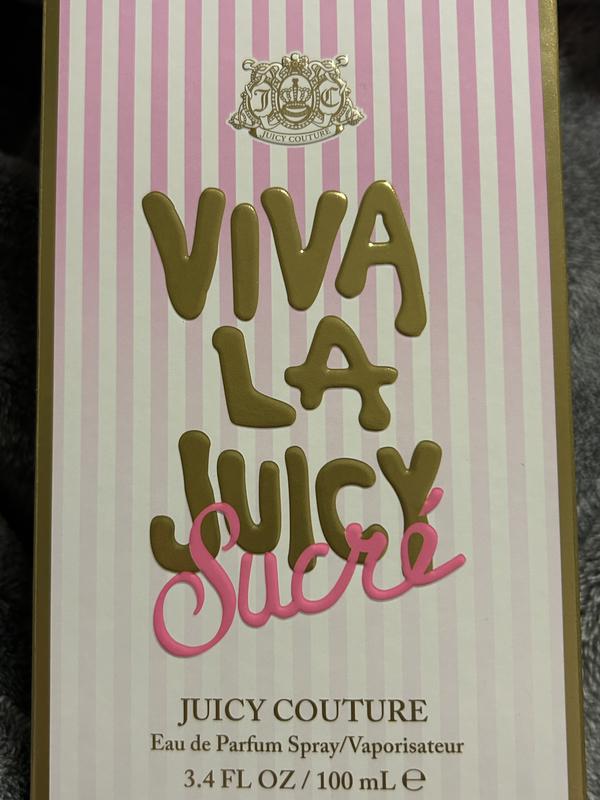 J C
JUICY COUTURE
VIVA
LA
JUICY
Sucré
JUICY COUTURE
Eau de Parfum Spray/Vaporisateur
3.4 FL OZ / 100 mL ℮